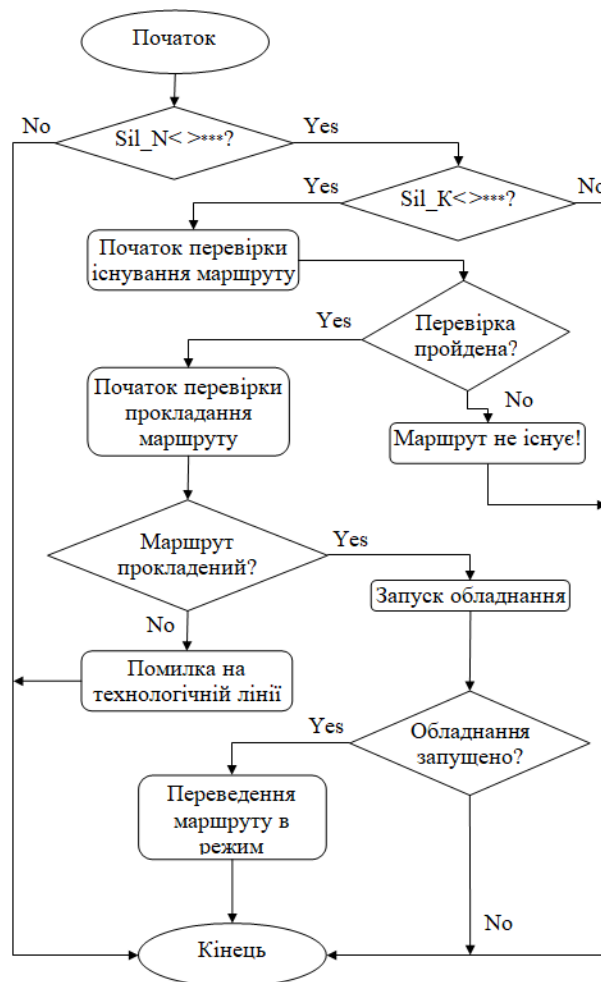 Початок
No
Yes
Sil_N< >***?
Yes
Sil_К< >***?
No
Початок перевірки
існування маршруту
Yes
Перевірка
пройдена?
Початок перевірки
прокладання
маршруту
No
Маршрут не існує!
Маршрут
прокладений?
Yes
Запуск обладнання
No
Помилка на
технологічній лінії
Yes
Обладнання
запущено?
Переведення
маршруту в
режим
No
Кінець